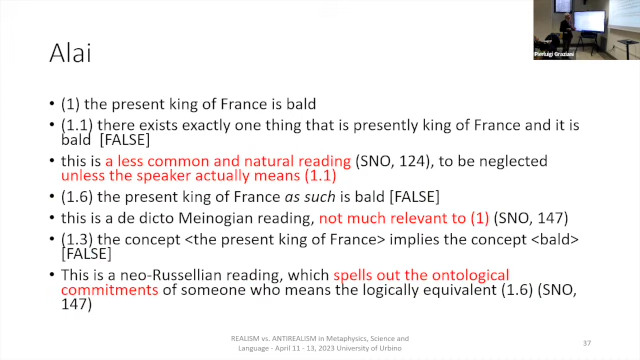 Pierluigi Graziani
Alai
• (1) the present king of France is bald
• (1.1) there exists exactly one thing that is presently king of France and it is
bald [FALSE]
• this is a less common and natural reading (SNO, 124), to be neglected
unless the speaker actually means (1.1)
• (1.6) the present king of France as such is bald [FALSE]
• this is a de dicto Meinogian reading, not much relevant to (1) (SNO, 147)
• (1.3) the concept <the present king of France> implies the concept <bald>
[FALSE]
• This is a neo-Russellian reading, which spells out the ontological
commitments of someone who means the logically equivalent (1.6) (SNO,
147)
REALISM vs. ANTIREALISM in Metaphysics, Science and
Language - April 11 - 13, 2023 University of Urbino
37